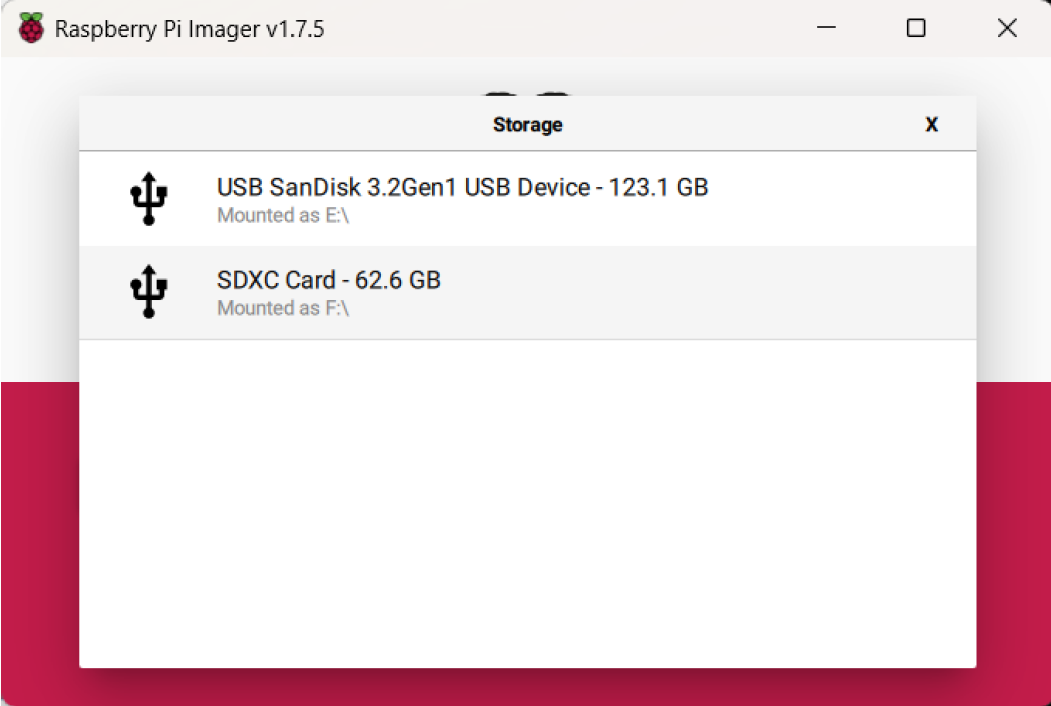 Raspberry Pi Imager v1.7.5
Storage
X
USB SanDisk 3.2Gen1 USB Device - 123.1 GB
Mounted as E:\
SDXC Card - 62.6 GB
Mounted as F:\